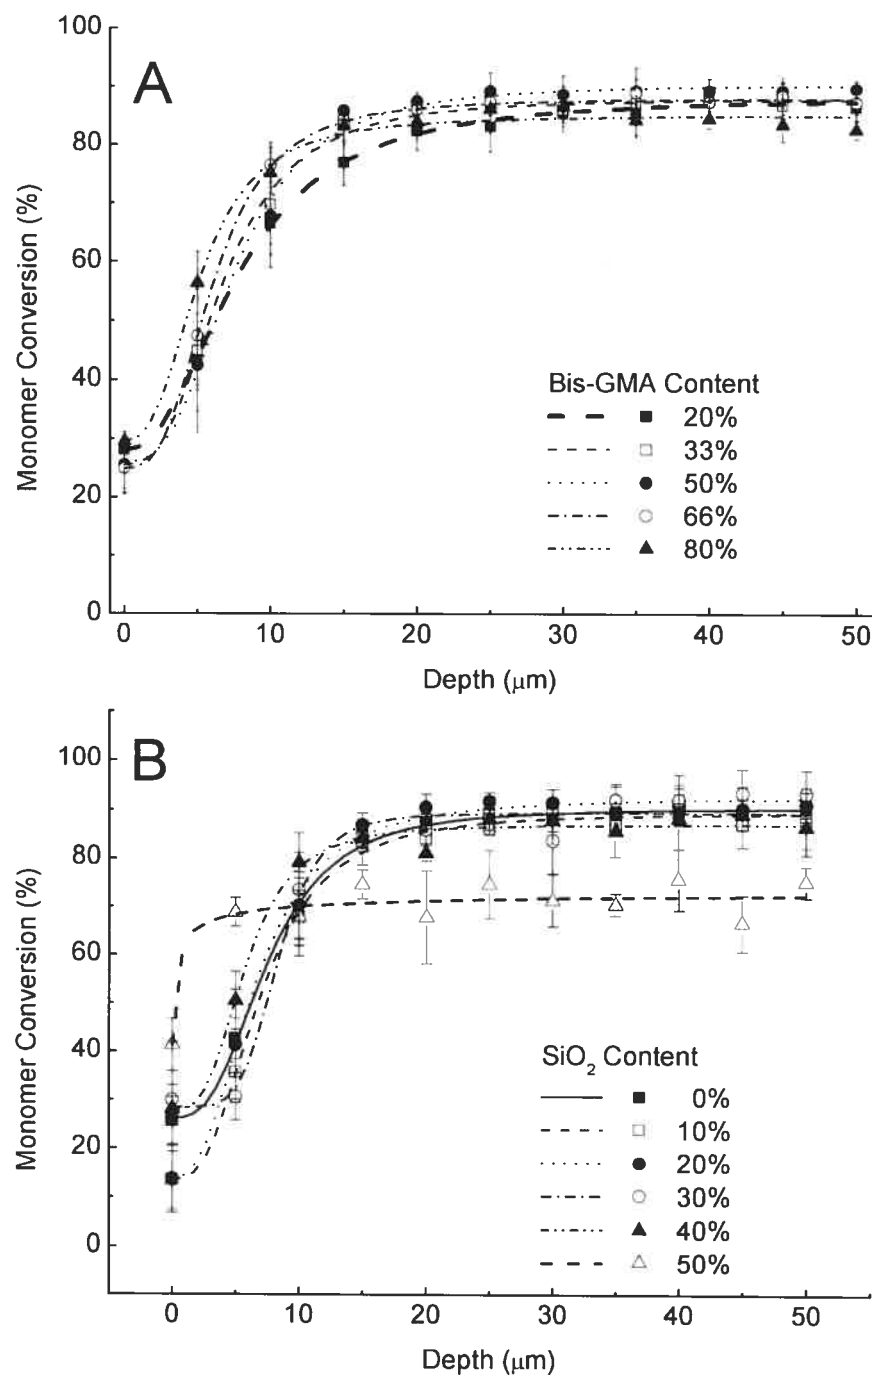 A
100
80
60
40
20
0
Monomer Conversion (%)
Bis-GMA Content
20%
33%
50%
66%
80%
0 10 20 30 40 50
Depth (μm)
B
100
80
60
40
20
0
Monomer Conversion (%)
SiO₂ Content
0%
10%
20%
30%
40%
50%
0 10 20 30 40 50
Depth (μm)